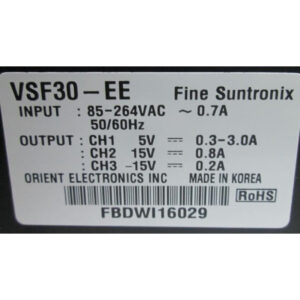 VSF30-EE Fine Suntronix
INPUT : 85-264VAC ~ 0.7A
50/60Hz
OUTPUT : CH1 5V ⎓ 0.3-3.0A
: CH2 15V ⎓ 0.8A
: CH3 -15V ⎓ 0.2A
ORIENT ELECTRONICS INC MADE IN KOREA
RoHS
FBDWI16029